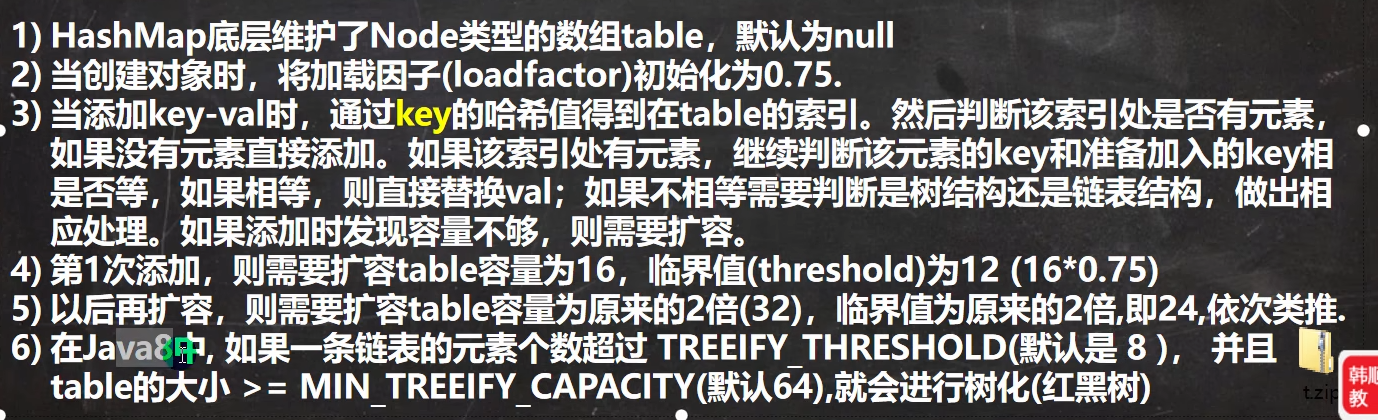 1) HashMap底层维护了Node类型的数组table，默认为null
2) 当创建对象时，将加载因子(loadfactor)初始化为0.75.
3) 当添加key-val时，通过key的哈希值得到在table的索引。然后判断该索引处是否有元素，
如果没有元素直接添加。如果该索引处有元素，继续判断该元素的key和准备加入的key相
是否等，如果相等，则直接替换val；如果不相等需要判断是树结构还是链表结构，做出相
应处理。如果添加时发现容量不够，则需要扩容。
4) 第1次添加，则需要扩容table容量为16，临界值(threshold)为12 (16*0.75)
5) 以后再扩容，则需要扩容table容量为原来的2倍(32)，临界值为原来的2倍,即24,依次类推.
6) 在Java8中, 如果一条链表的元素个数超过 TREEIFY_THRESHOLD(默认是 8 )， 并且
table的大小 >= MIN_TREEIFY_CAPACITY(默认64),就会进行树化(红黑树)
t.zip
韩顺
教